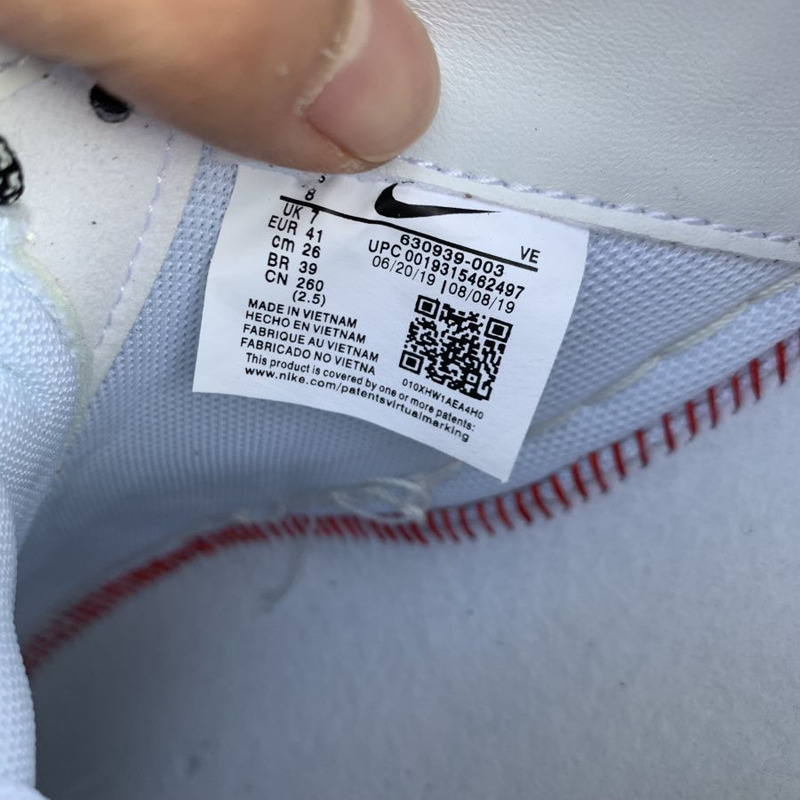 8
UK 7
EUR 41
cm 26
BR 39
CN 260
(2.5)
VE
630939-003
UPC 0019315462497
06/20/19 | 08/08/19
MADE IN VIETNAM
HECHO EN VIETNAM
FABRIQUE AU VIETNAM
FABRICADO NO VIETNA
010XHW1AEA4H0
This product is covered by one or more patents:
www.nike.com/patentsvirtualmarking